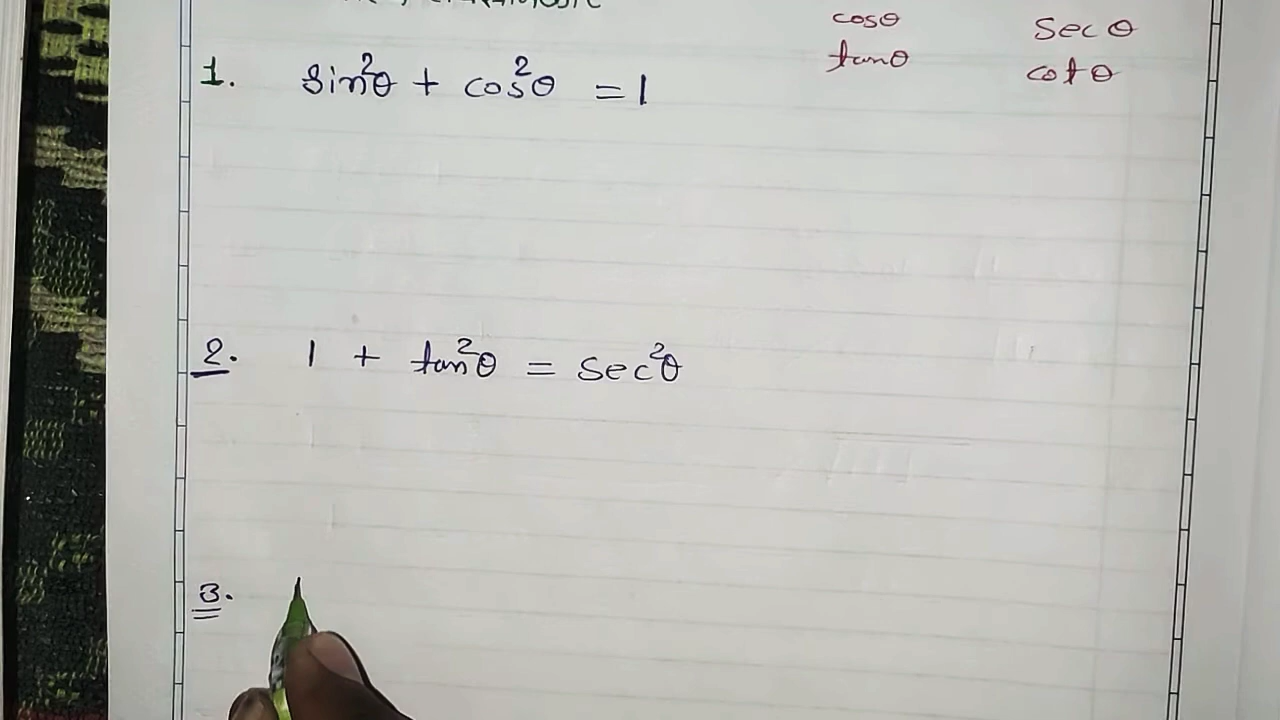 cosθ secθ
tanθ cotθ
1. sin²θ + cos²θ = 1
2. 1 + tan²θ = sec²θ
3.